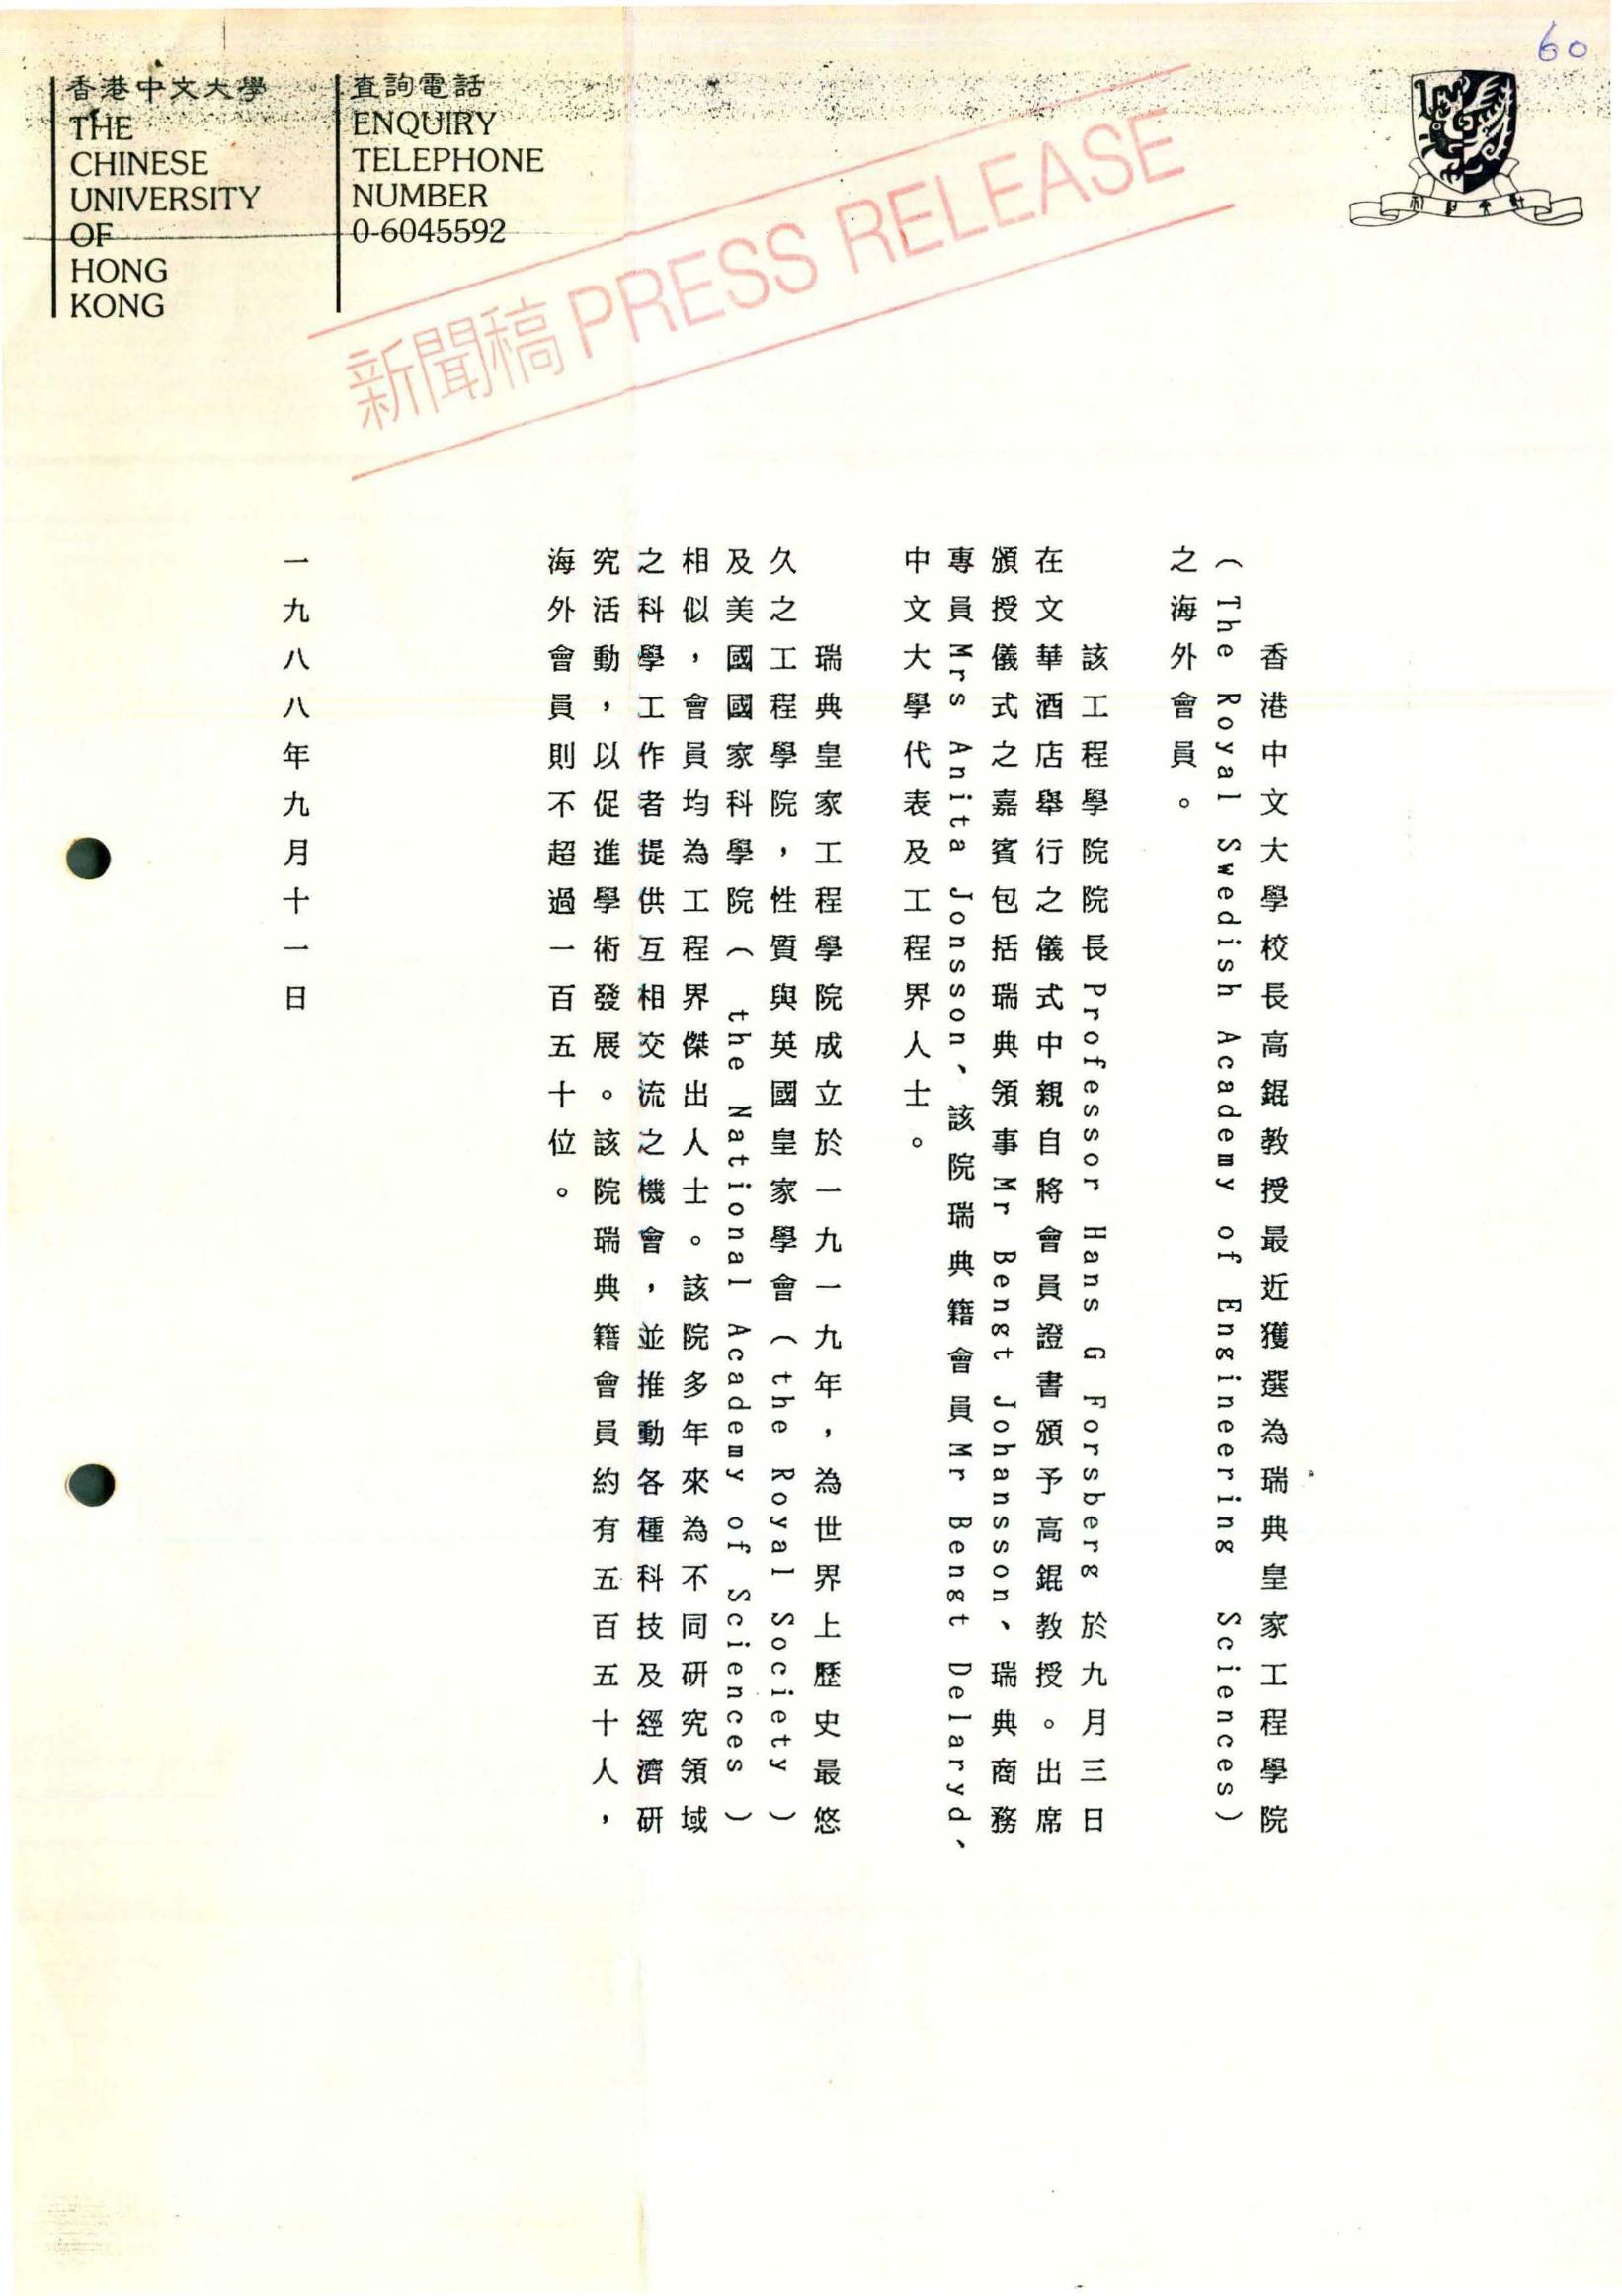 60
香港中文大學
THE
CHINESE
UNIVERSITY
OF
HONG
KONG
查詢電話
ENQUIRY
TELEPHONE
NUMBER
0-6045592
新聞稿 PRESS RELEASE
香港中文大學校長高錕教授最近獲選為瑞典皇家工程學院
(The Royal Swedish Academy of Engineering Sciences)
之海外會員。
該工程學院院長Professor Hans G Forsberg於九月三日
在文華酒店舉行之儀式中親自將會員證書頒予高錕教授。出席
頒授儀式之嘉賓包括瑞典領事Mr Bengt Johansson、瑞典商務
專員Mrs Anita Jonsson、該院瑞典籍會員Mr Bengt Delaryd、
中文大學代表及工程界人士。
瑞典皇家工程學院成立於一九一九年，為世界上歷史最悠
久之工程學院，性質與英國皇家學會(the Royal Society)
及美國國家科學院(the National Academy of Sciences)
相似，會員均為工程界傑出人士。該院多年來為不同研究領域
之科學工作者提供互相交流之機會，並推動各種科技及經濟研
究活動，以促進學術發展。該院瑞典籍會員約有五百五十人，
海外會員則不超過一百五十位。
一九八八年九月十一日